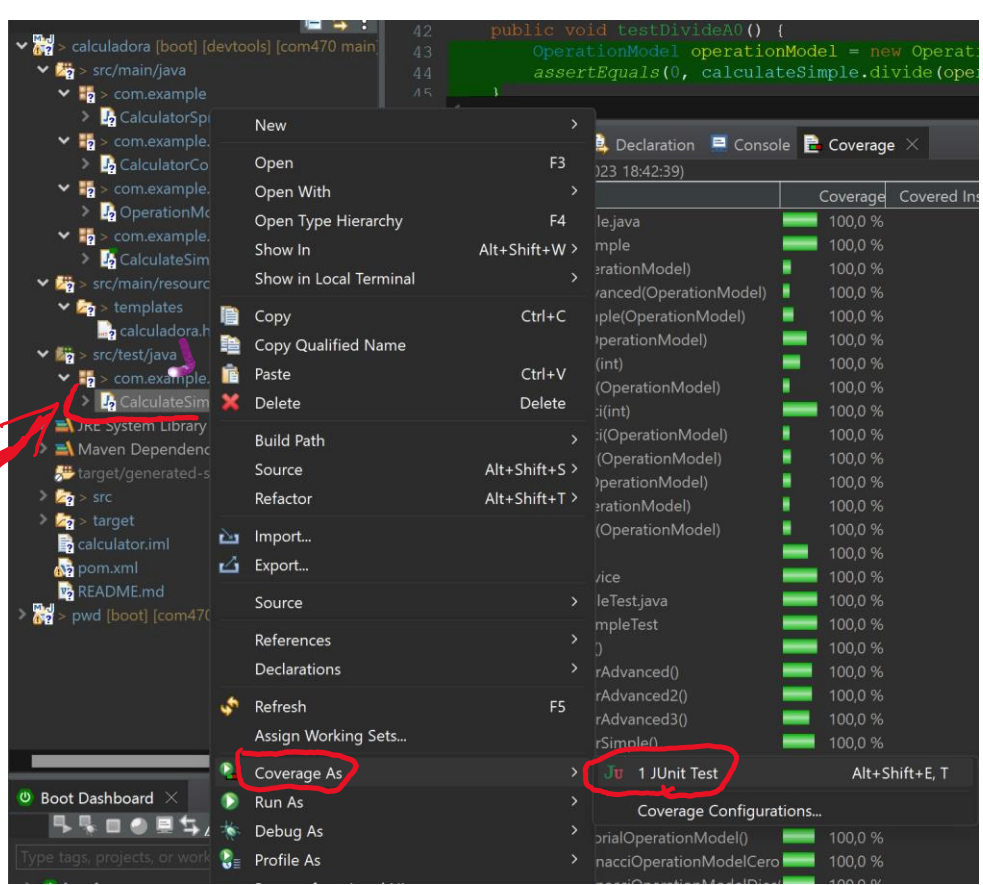 42 public void testDivideA0() {
43 OperationModel operationModel = new Operati
44 assertEquals(0, calculateSimple.divide(oper
45 }
> calculadora [boot] [devtools] [com470 main]
> src/main/java
> com.example
CalculatorSpr
> com.example.
CalculatorCo
> com.example.
OperationMo
> com.example.
CalculateSim
> src/main/resourc
> templates
calculadora.h
> src/test/java
> com.example.
CalculateSim
JRE System Library
Maven Dependenc
target/generated-s
> src
> target
calculator.iml
pom.xml
README.md
> pwd [boot] [com470
Boot Dashboard
Type tags, projects, or work
New
Open F3
Open With
Open Type Hierarchy F4
Show In Alt+Shift+W >
Show in Local Terminal
Copy Ctrl+C
Copy Qualified Name
Paste Ctrl+V
Delete Delete
Build Path
Source Alt+Shift+S >
Refactor Alt+Shift+T >
Import...
Export...
Source
References
Declarations
Refresh F5
Assign Working Sets...
Coverage As
Run As
Debug As
Profile As
1 JUnit Test Alt+Shift+E, T
Coverage Configurations...
Declaration Console Coverage
023 18:42:39)
Coverage Covered Ins
le.java 100,0 %
mple 100,0 %
erationModel) 100,0 %
vanced(OperationModel) 100,0 %
mple(OperationModel) 100,0 %
OperationModel) 100,0 %
(int) 100,0 %
(OperationModel) 100,0 %
ci(int) 100,0 %
ci(OperationModel) 100,0 %
(OperationModel) 100,0 %
OperationModel) 100,0 %
erationModel) 100,0 %
(OperationModel) 100,0 %
100,0 %
vice 100,0 %
leTest.java 100,0 %
mpleTest 100,0 %
() 100,0 %
rAdvanced() 100,0 %
rAdvanced2() 100,0 %
rAdvanced3() 100,0 %
rSimple() 100,0 %
orialOperationModel() 100,0 %
nacciOperationModelCero 100,0 %
100,0 %